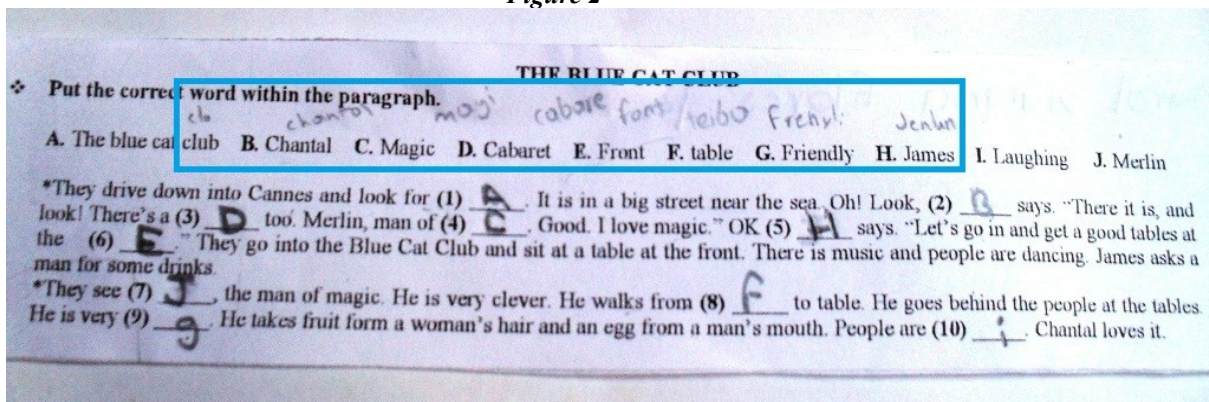 Figure 2
THE BLUE CAT CLUB
❖ Put the correct word within the paragraph.
clo chantol magi cabare font teibo Frenyli Jenlin
A. The blue cat club B. Chantal C. Magic D. Cabaret E. Front F. table G. Friendly H. James I. Laughing J. Merlin
*They drive down into Cannes and look for (1) A . It is in a big street near the sea. Oh! Look, (2) B says. "There it is, and
look! There's a (3) D too. Merlin, man of (4) C . Good. I love magic." OK (5) H says. "Let's go in and get a good tables at
the (6) E ." They go into the Blue Cat Club and sit at a table at the front. There is music and people are dancing. James asks a
man for some drinks.
*They see (7) J , the man of magic. He is very clever. He walks from (8) F to table. He goes behind the people at the tables.
He is very (9) g . He takes fruit form a woman's hair and an egg from a man's mouth. People are (10) i . Chantal loves it.